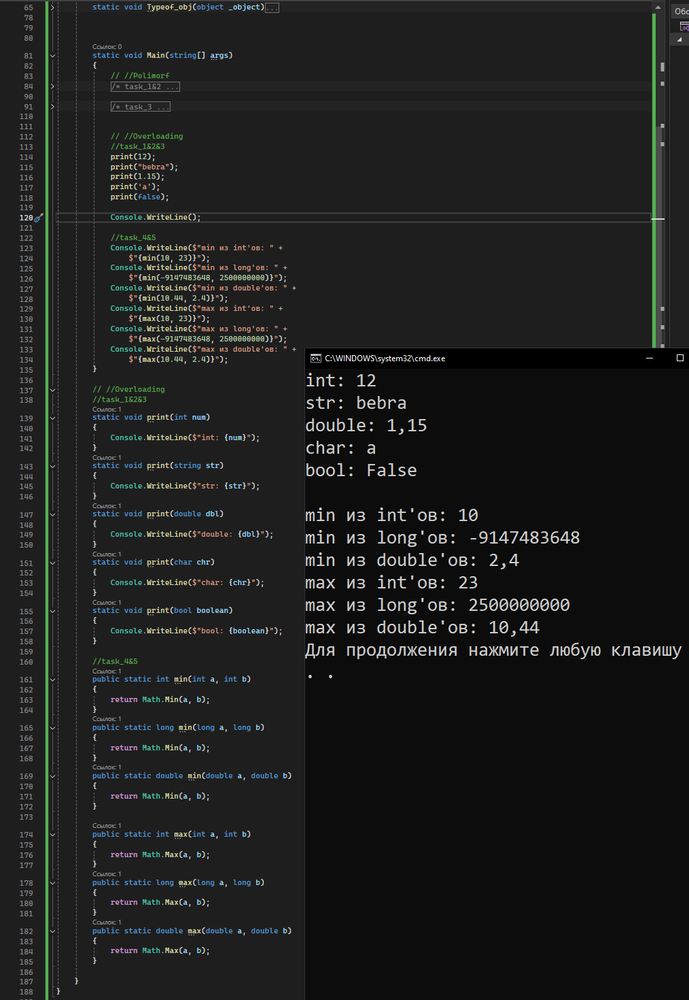 65 static void Typeof_obj(object _object)...
78
79
80
Ссылок: 0
81 static void Main(string[] args)
82 {
83 // //Polimorf
84 /* task_1&2 ...
90
91 /* task_3 ...
110
111
112 // //Overloading
113 //task_1&2&3
114 print(12);
115 print("bebra");
116 print(1.15);
117 print('a');
118 print(false);
119
120 Console.WriteLine();
121
122 //task_4&5
123 Console.WriteLine($"min из int'ов: " +
124 $"{min(10, 23)}");
125 Console.WriteLine($"min из long'ов: " +
126 $"{min(-9147483648, 2500000000)}");
127 Console.WriteLine($"min из double'ов: " +
128 $"{min(10.44, 2.4)}");
129 Console.WriteLine($"max из int'ов: " +
130 $"{max(10, 23)}");
131 Console.WriteLine($"max из long'ов: " +
132 $"{max(-9147483648, 2500000000)}");
133 Console.WriteLine($"max из double'ов: " +
134 $"{max(10.44, 2.4)}");
135 }
136
137 // //Overloading
138 //task_1&2&3
Ссылок: 1
139 static void print(int num)
140 {
141 Console.WriteLine($"int: {num}");
142 }
Ссылок: 1
143 static void print(string str)
144 {
145 Console.WriteLine($"str: {str}");
146 }
Ссылок: 1
147 static void print(double dbl)
148 {
149 Console.WriteLine($"double: {dbl}");
150 }
Ссылок: 1
151 static void print(char chr)
152 {
153 Console.WriteLine($"char: {chr}");
154 }
Ссылок: 1
155 static void print(bool boolean)
156 {
157 Console.WriteLine($"bool: {boolean}");
158 }
159
160 //task_4&5
Ссылок: 1
161 public static int min(int a, int b)
162 {
163 return Math.Min(a, b);
164 }
Ссылок: 1
165 public static long min(long a, long b)
166 {
167 return Math.Min(a, b);
168 }
Ссылок: 1
169 public static double min(double a, double b)
170 {
171 return Math.Min(a, b);
172 }
173
Ссылок: 1
174 public static int max(int a, int b)
175 {
176 return Math.Max(a, b);
177 }
Ссылок: 1
178 public static long max(long a, long b)
179 {
180 return Math.Max(a, b);
181 }
Ссылок: 1
182 public static double max(double a, double b)
183 {
184 return Math.Max(a, b);
185 }
186
187 }
188 }
Обо
C:\WINDOWS\system32\cmd.exe
int: 12
str: bebra
double: 1,15
char: a
bool: False
min из int'ов: 10
min из long'ов: -9147483648
min из double'ов: 2,4
max из int'ов: 23
max из long'ов: 2500000000
max из double'ов: 10,44
Для продолжения нажмите любую клавишу
. .